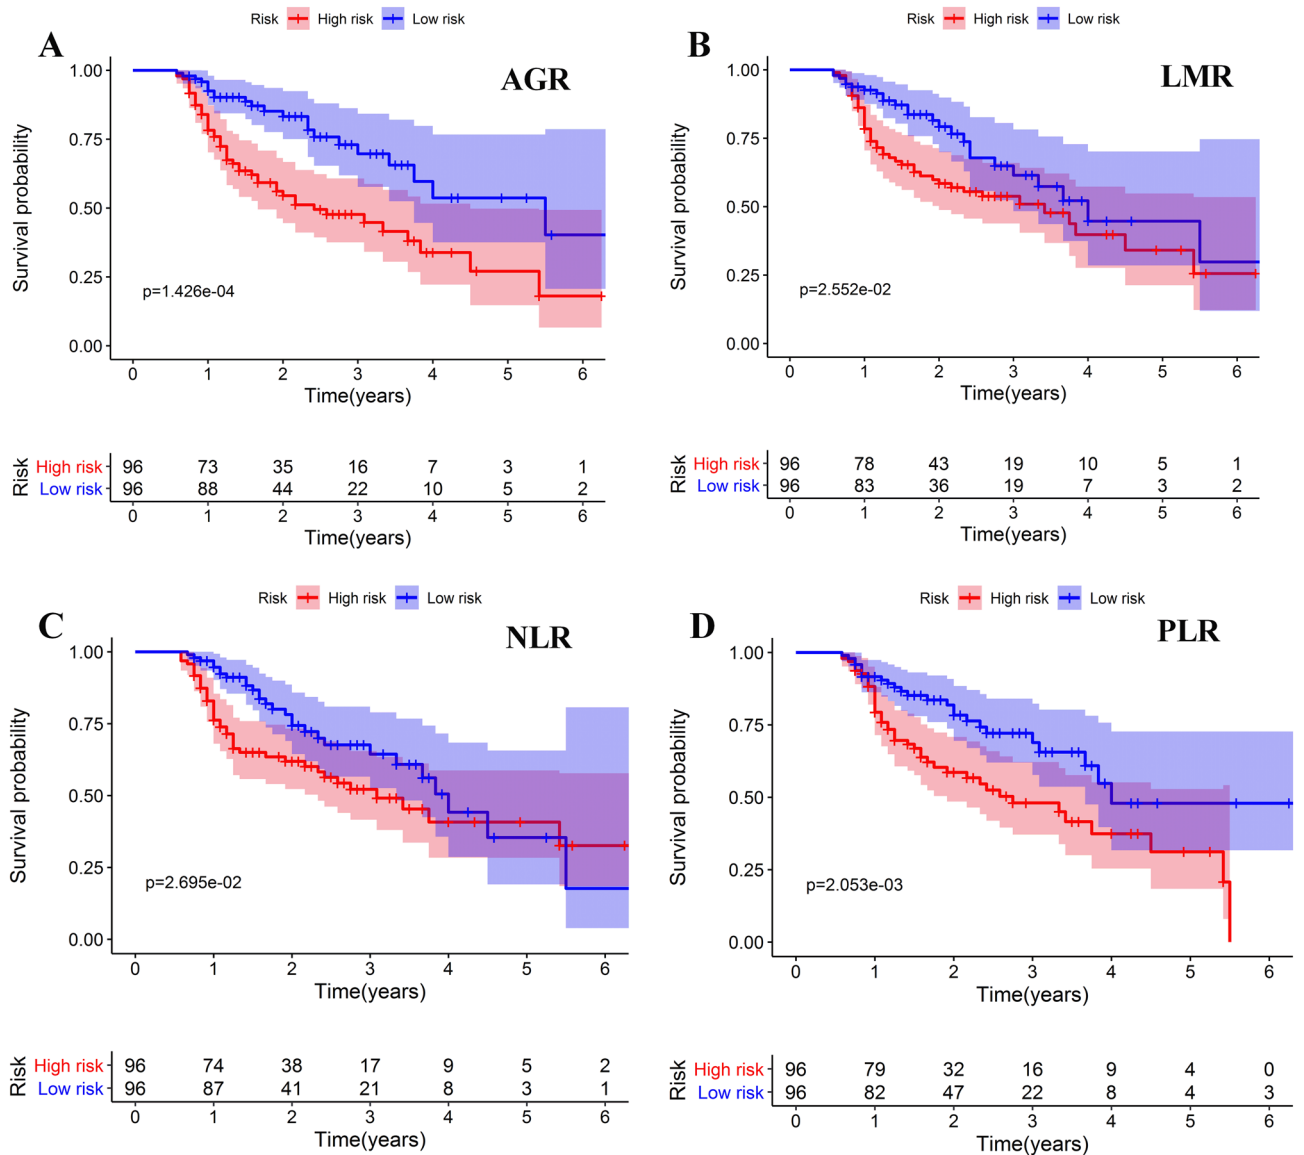 Risk High risk Low risk
A
AGR
Survival probability
1.00
0.75
0.50
0.25
0.00
p=1.426e-04
0 1 2 3 4 5 6
Time(years)
Risk
High risk 96 73 35 16 7 3 1
Low risk 96 88 44 22 10 5 2
0 1 2 3 4 5 6
Time(years)
Risk High risk Low risk
B
LMR
Survival probability
1.00
0.75
0.50
0.25
0.00
p=2.552e-02
0 1 2 3 4 5 6
Time(years)
Risk
High risk 96 78 43 19 10 5 1
Low risk 96 83 36 19 7 3 2
0 1 2 3 4 5 6
Time(years)
Risk High risk Low risk
C
NLR
Survival probability
1.00
0.75
0.50
0.25
0.00
p=2.695e-02
0 1 2 3 4 5 6
Time(years)
Risk
High risk 96 74 38 17 9 5 2
Low risk 96 87 41 21 8 3 1
0 1 2 3 4 5 6
Time(years)
Risk High risk Low risk
D
PLR
Survival probability
1.00
0.75
0.50
0.25
0.00
p=2.053e-03
0 1 2 3 4 5 6
Time(years)
Risk
High risk 96 79 32 16 9 4 0
Low risk 96 82 47 22 8 4 3
0 1 2 3 4 5 6
Time(years)